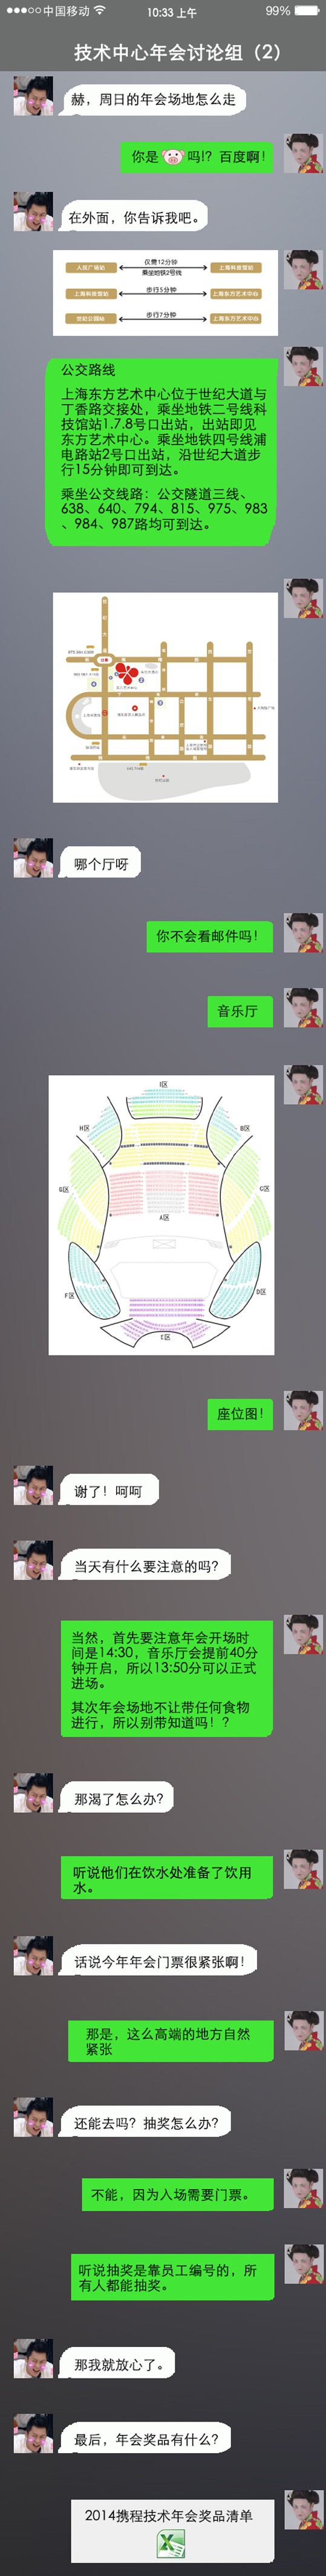 中国移动
10:33 上午
99%
技术中心年会讨论组（2）
赫，周日的年会场地怎么走
你是吗!？百度啊！
在外面，你告诉我吧。
人民广场站
仅需12分钟
乘坐地铁2号线
上海科技馆站
上海科技馆站
步行5分钟
上海东方艺术中心
世纪公园站
步行7分钟
上海东方艺术中心
公交路线
上海东方艺术中心位于世纪大道与
丁香路交接处，乘坐地铁二号线科
技馆站1.7.8号口出站，出站即见
东方艺术中心。乘坐地铁四号线浦
电路站2号口出站，沿世纪大道步
行15分钟即可到达。
乘坐公交线路：公交隧道三线、
638、640、794、815、975、983
、984、987路均可到达。
哪个厅呀
你不会看邮件吗！
音乐厅
E区
H区
B区
G区
C区
A区
F区
D区
E区
座位图！
谢了！呵呵
当天有什么要注意的吗？
当然，首先要注意年会开场时
间是14:30，音乐厅会提前40分
钟开启，所以13:50分可以正式
进场。
其次年会场地不让带任何食物
进行，所以别带知道吗！？
那渴了怎么办？
听说他们在饮水处准备了饮用
水。
话说今年年会门票很紧张啊！
那是，这么高端的地方自然
紧张
还能去吗？抽奖怎么办？
不能，因为入场需要门票。
听说抽奖是靠员工编号的，所
有人都能抽奖。
那我就放心了。
最后，年会奖品有什么？
2014携程技术年会奖品清单